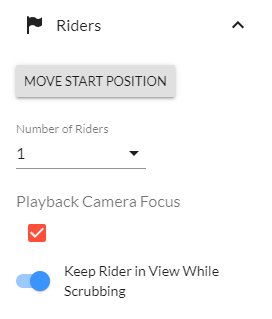 Riders
MOVE START POSITION
Number of Riders
1
Playback Camera Focus
Keep Rider in View While
Scrubbing